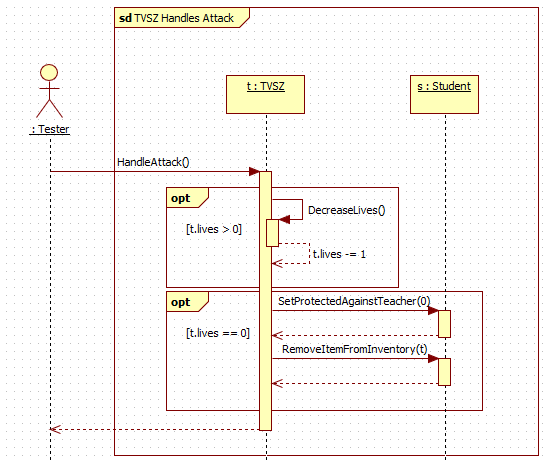 sd TVSZ Handles Attack
t : TVSZ
s : Student
: Tester
HandleAttack()
opt
DecreaseLives()
[t.lives > 0]
t.lives -= 1
opt
SetProtectedAgainstTeacher(0)
[t.lives == 0]
RemoveItemFromInventory(t)